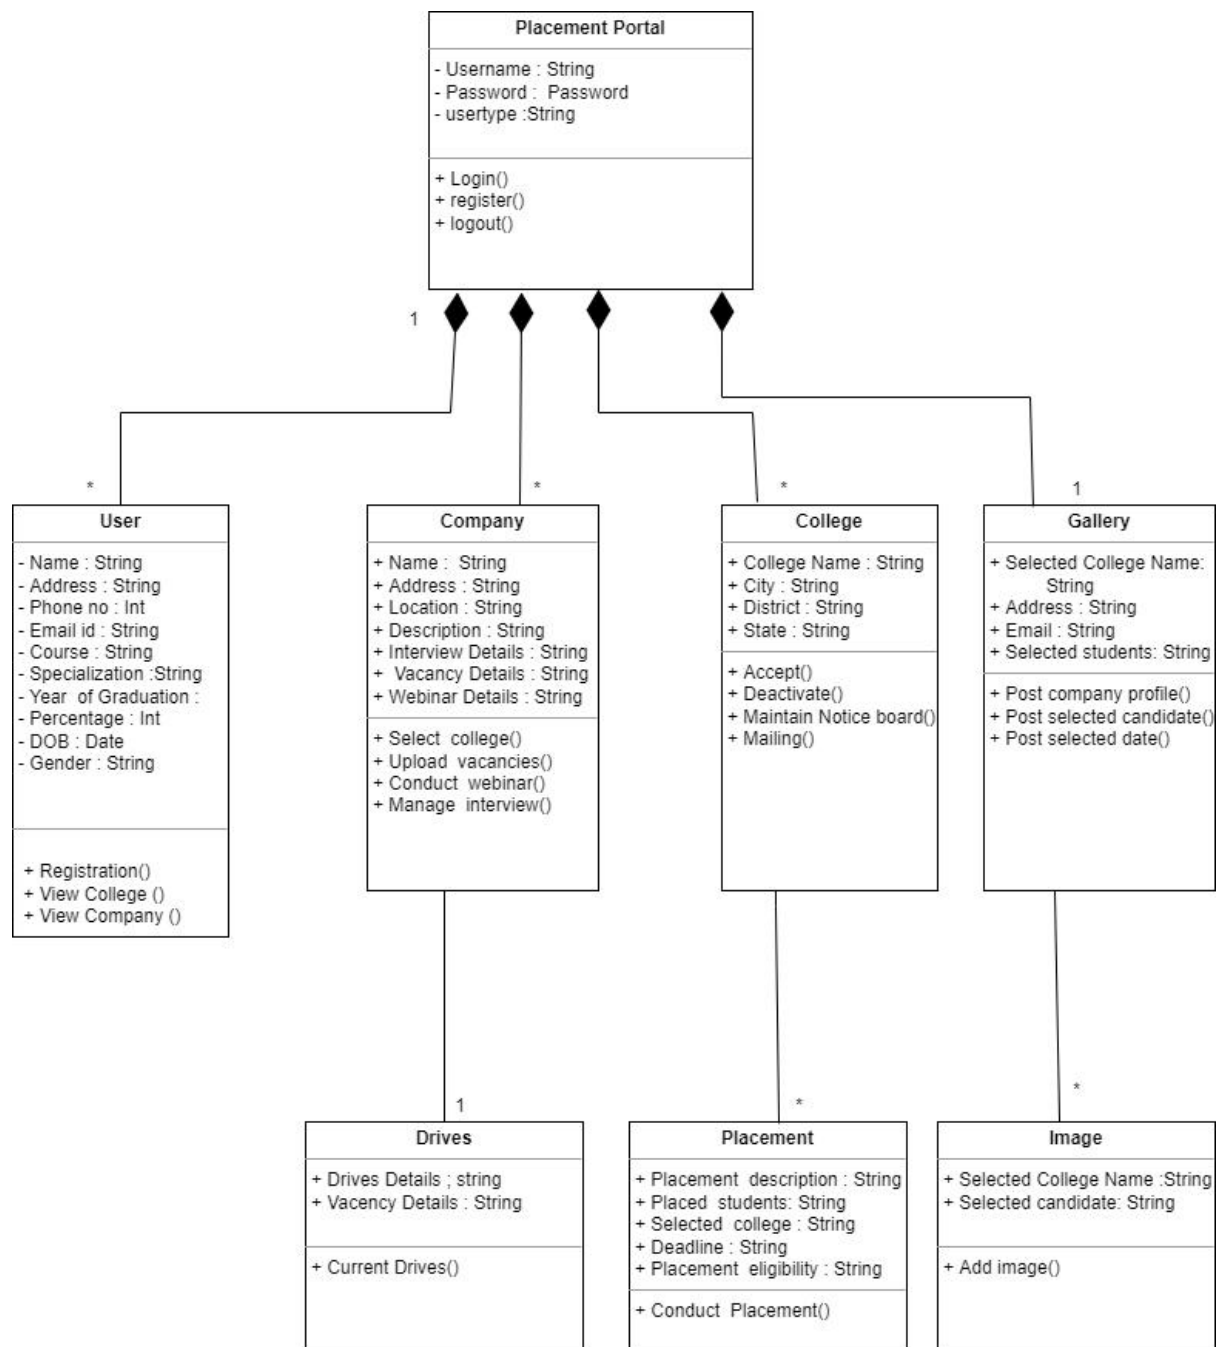 Placement Portal
- Username : String
- Password :  Password
- usertype :String
+ Login()
+ register()
+ logout()
1
*
*
*
1
User
- Name : String
- Address : String
- Phone no : Int
- Email id : String
- Course : String
- Specialization :String
- Year  of Graduation :
- Percentage : Int
- DOB : Date
- Gender : String
+ Registration()
+ View College ()
+ View Company ()
Company
+ Name :  String
+ Address : String
+ Location : String
+ Description : String
+ Interview Details : String
+  Vacancy Details : String
+ Webinar Details : String
+ Select  college()
+ Upload  vacancies()
+ Conduct  webinar()
+ Manage  interview()
College
+ College Name : String
+ City : String
+ District : String
+ State : String
+ Accept()
+ Deactivate()
+ Maintain Notice board()
+ Mailing()
Gallery
+ Selected College Name:
String
+ Address : String
+ Email : String
+ Selected students: String
+ Post company profile()
+ Post selected candidate()
+ Post selected date()
1
*
*
Drives
+ Drives Details ; string
+ Vacency Details : String
+ Current Drives()
Placement
+ Placement  description : String
+ Placed  students: String
+ Selected  college : String
+ Deadline : String
+ Placement  eligibility : String
+ Conduct  Placement()
Image
+ Selected College Name :String
+ Selected candidate: String
+ Add image()